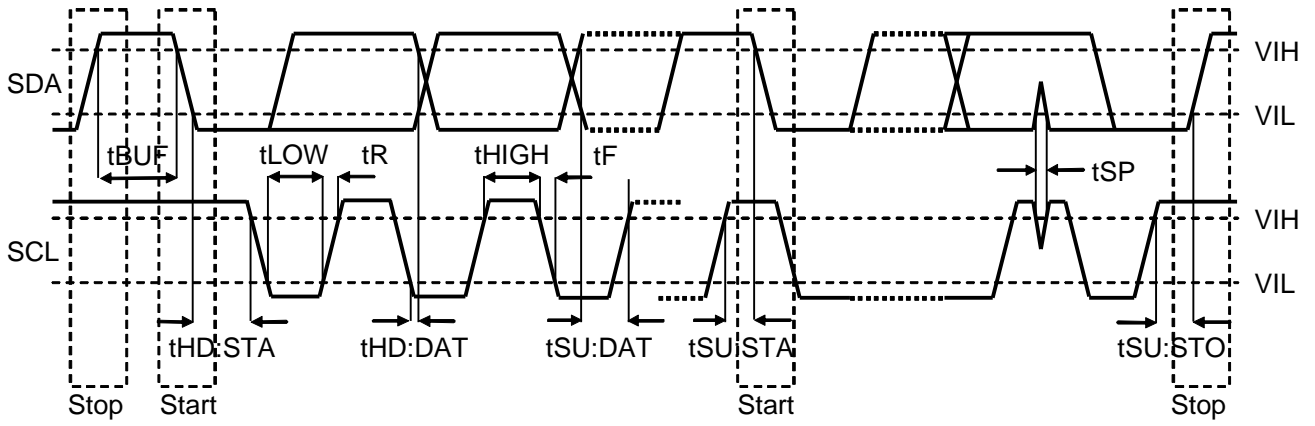 SDA
VIH
VIL
tBUF
tLOW
tR
tHIGH
tF
tSP
SCL
VIH
VIL
tHD:STA
tHD:DAT
tSU:DAT
tSU:STA
tSU:STO
Stop
Start
Start
Stop